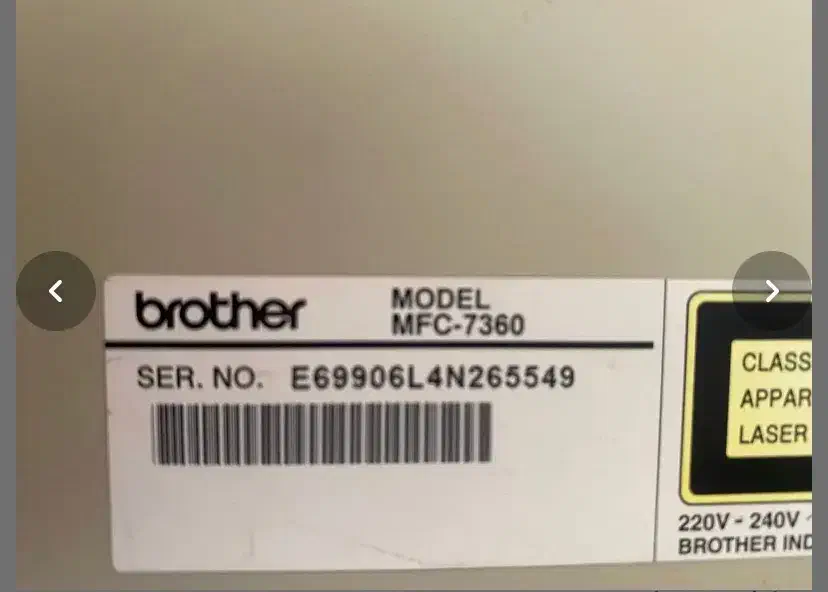 brother
MODEL
MFC-7360
SER. NO. E69906L4N265549
CLASS
APPAR
LASER
220V - 240V ~
BROTHER IND